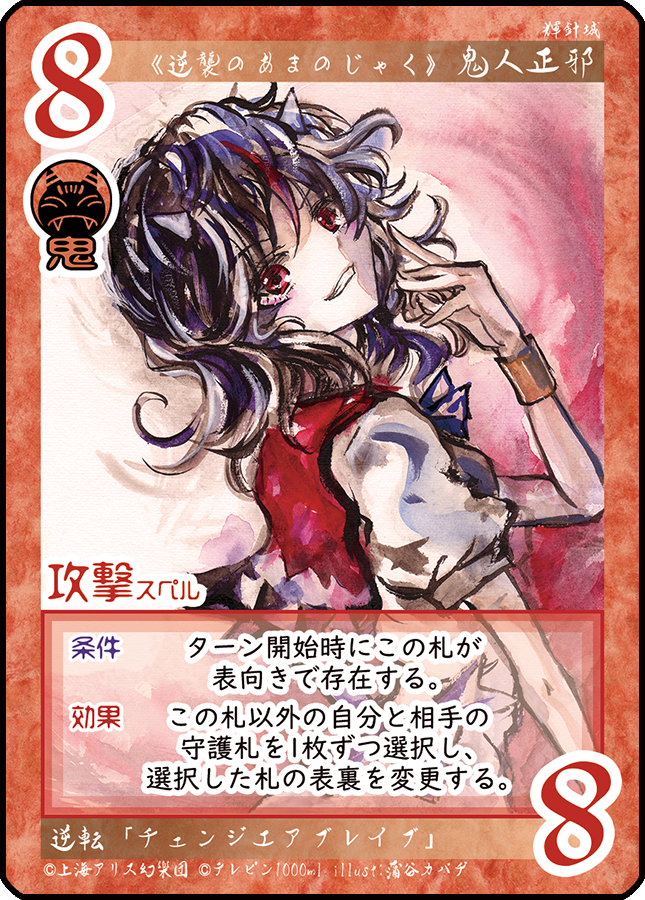 輝針城
8
《逆襲のあまのじゃく》 鬼人正邪
鬼
攻撃スペル
条件 ターン開始時にこの札が
表向きで存在する。
効果 この札以外の自分と相手の
守護札を1枚ずつ選択し、
選択した札の表裏を変更する。
8
逆転「チェンジエアブレイブ」
©上海アリス幻樂団 ©テレピン1000ml illust:蒲谷カバヂ